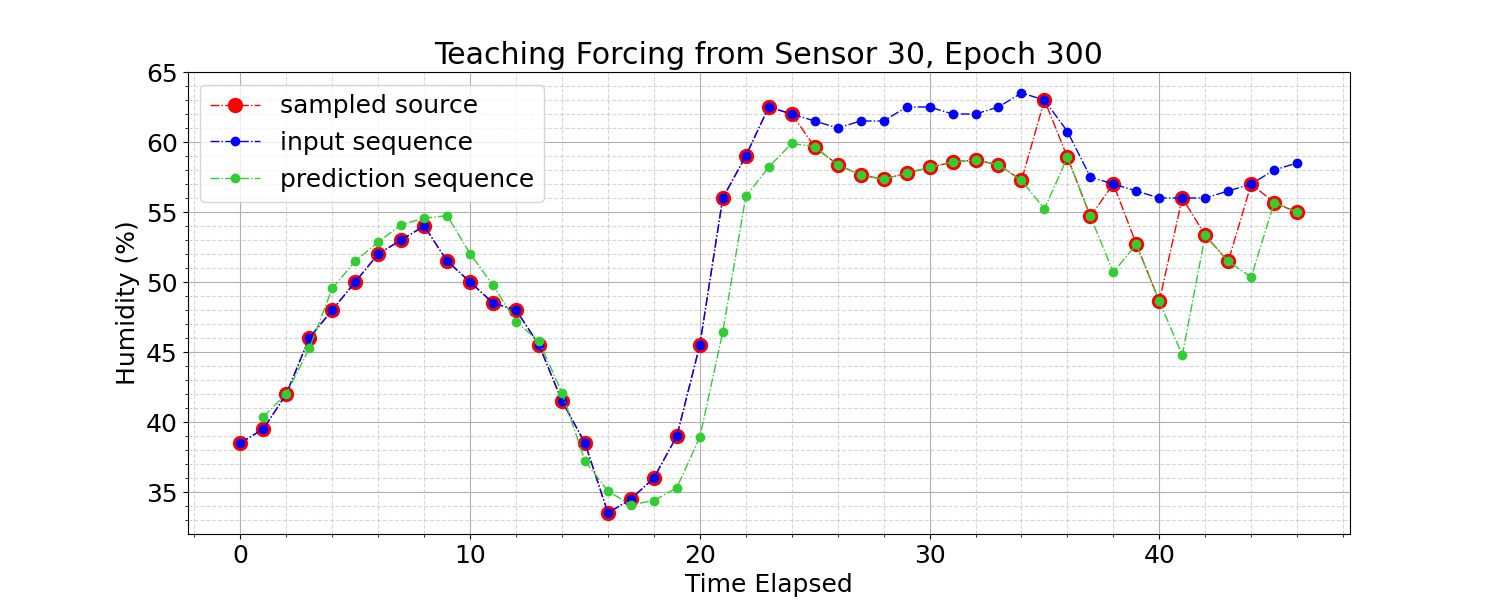 Teaching Forcing from Sensor 30, Epoch 300
65
60
55
50
45
40
35
Humidity (%)
sampled source
input sequence
prediction sequence
0 10 20 30 40
Time Elapsed